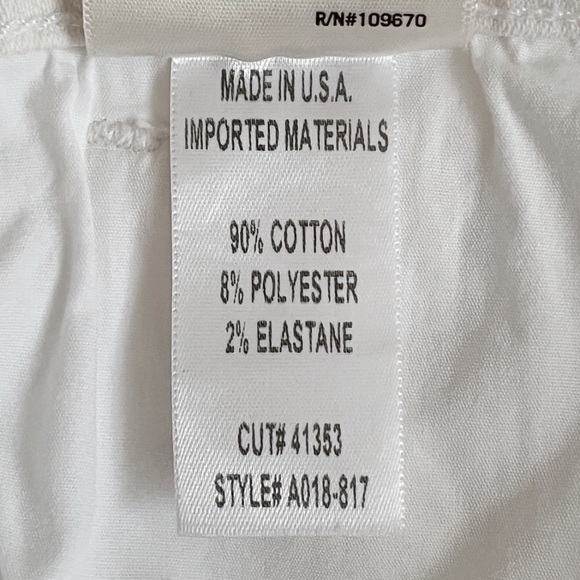 R/N#109670
MADE IN U.S.A.
IMPORTED MATERIALS
90% COTTON
8% POLYESTER
2% ELASTANE
CUT# 41353
STYLE# A018-817